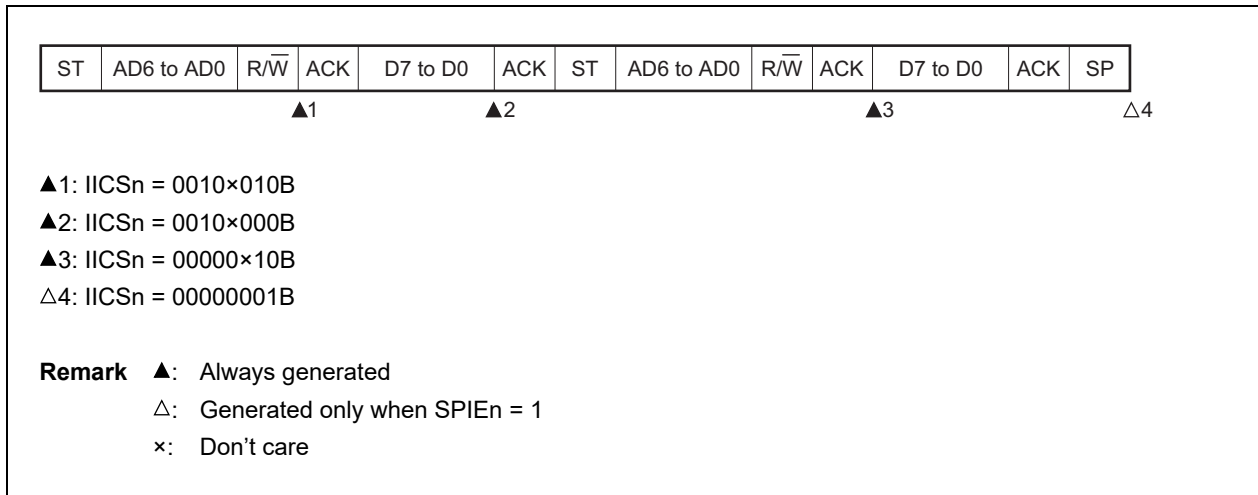 ST AD6 to AD0 R/W̅ ACK D7 to D0 ACK ST AD6 to AD0 R/W̅ ACK D7 to D0 ACK SP
▲1 ▲2 ▲3 △4
▲1: IICSn = 0010×010B
▲2: IICSn = 0010×000B
▲3: IICSn = 00000×10B
△4: IICSn = 00000001B
Remark ▲: Always generated
△: Generated only when SPIEn = 1
×: Don’t care